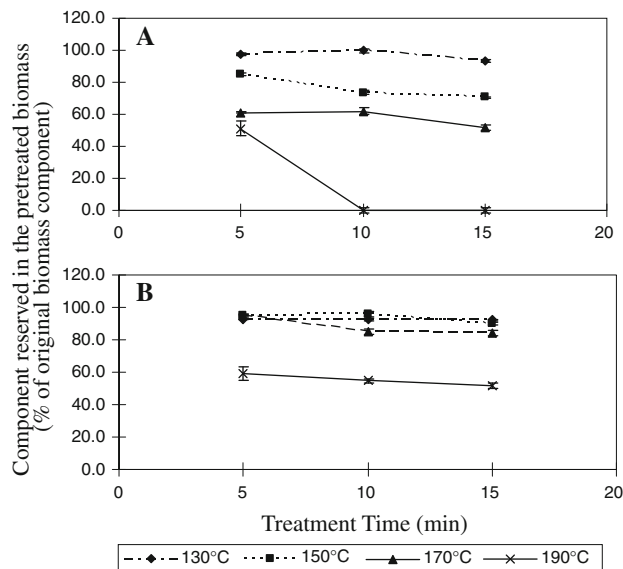 Component reserved in the pretreated biomass
(% of original biomass component)
A
120.0
100.0
80.0
60.0
40.0
20.0
0.0
0 5 10 15 20
B
120.0
100.0
80.0
60.0
40.0
20.0
0.0
0 5 10 15 20
Treatment Time (min)
130°C 150°C 170°C 190°C